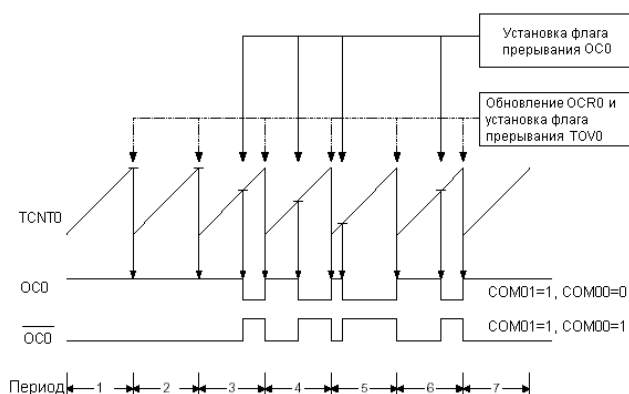 Установка флага
прерывания OC0
Обновление OCR0 и
установка флага
прерывания TOV0
TCNT0
OC0
COM01=1, COM00=0
OC0
COM01=1, COM00=1
Период 1 2 3 4 5 6 7